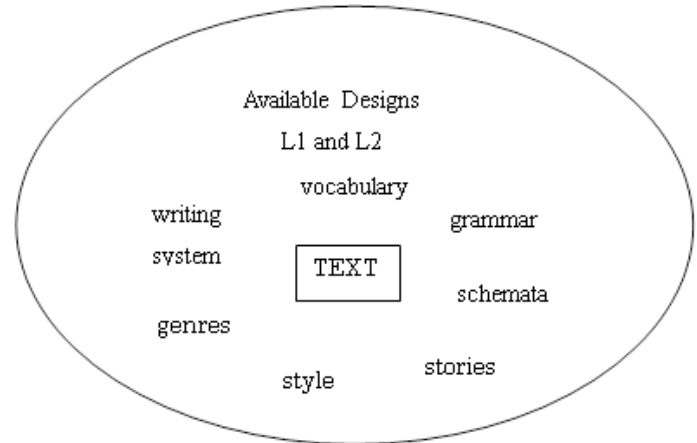 Available Designs
L1 and L2
vocabulary
writing
system
grammar
TEXT
schemata
genres
stories
style